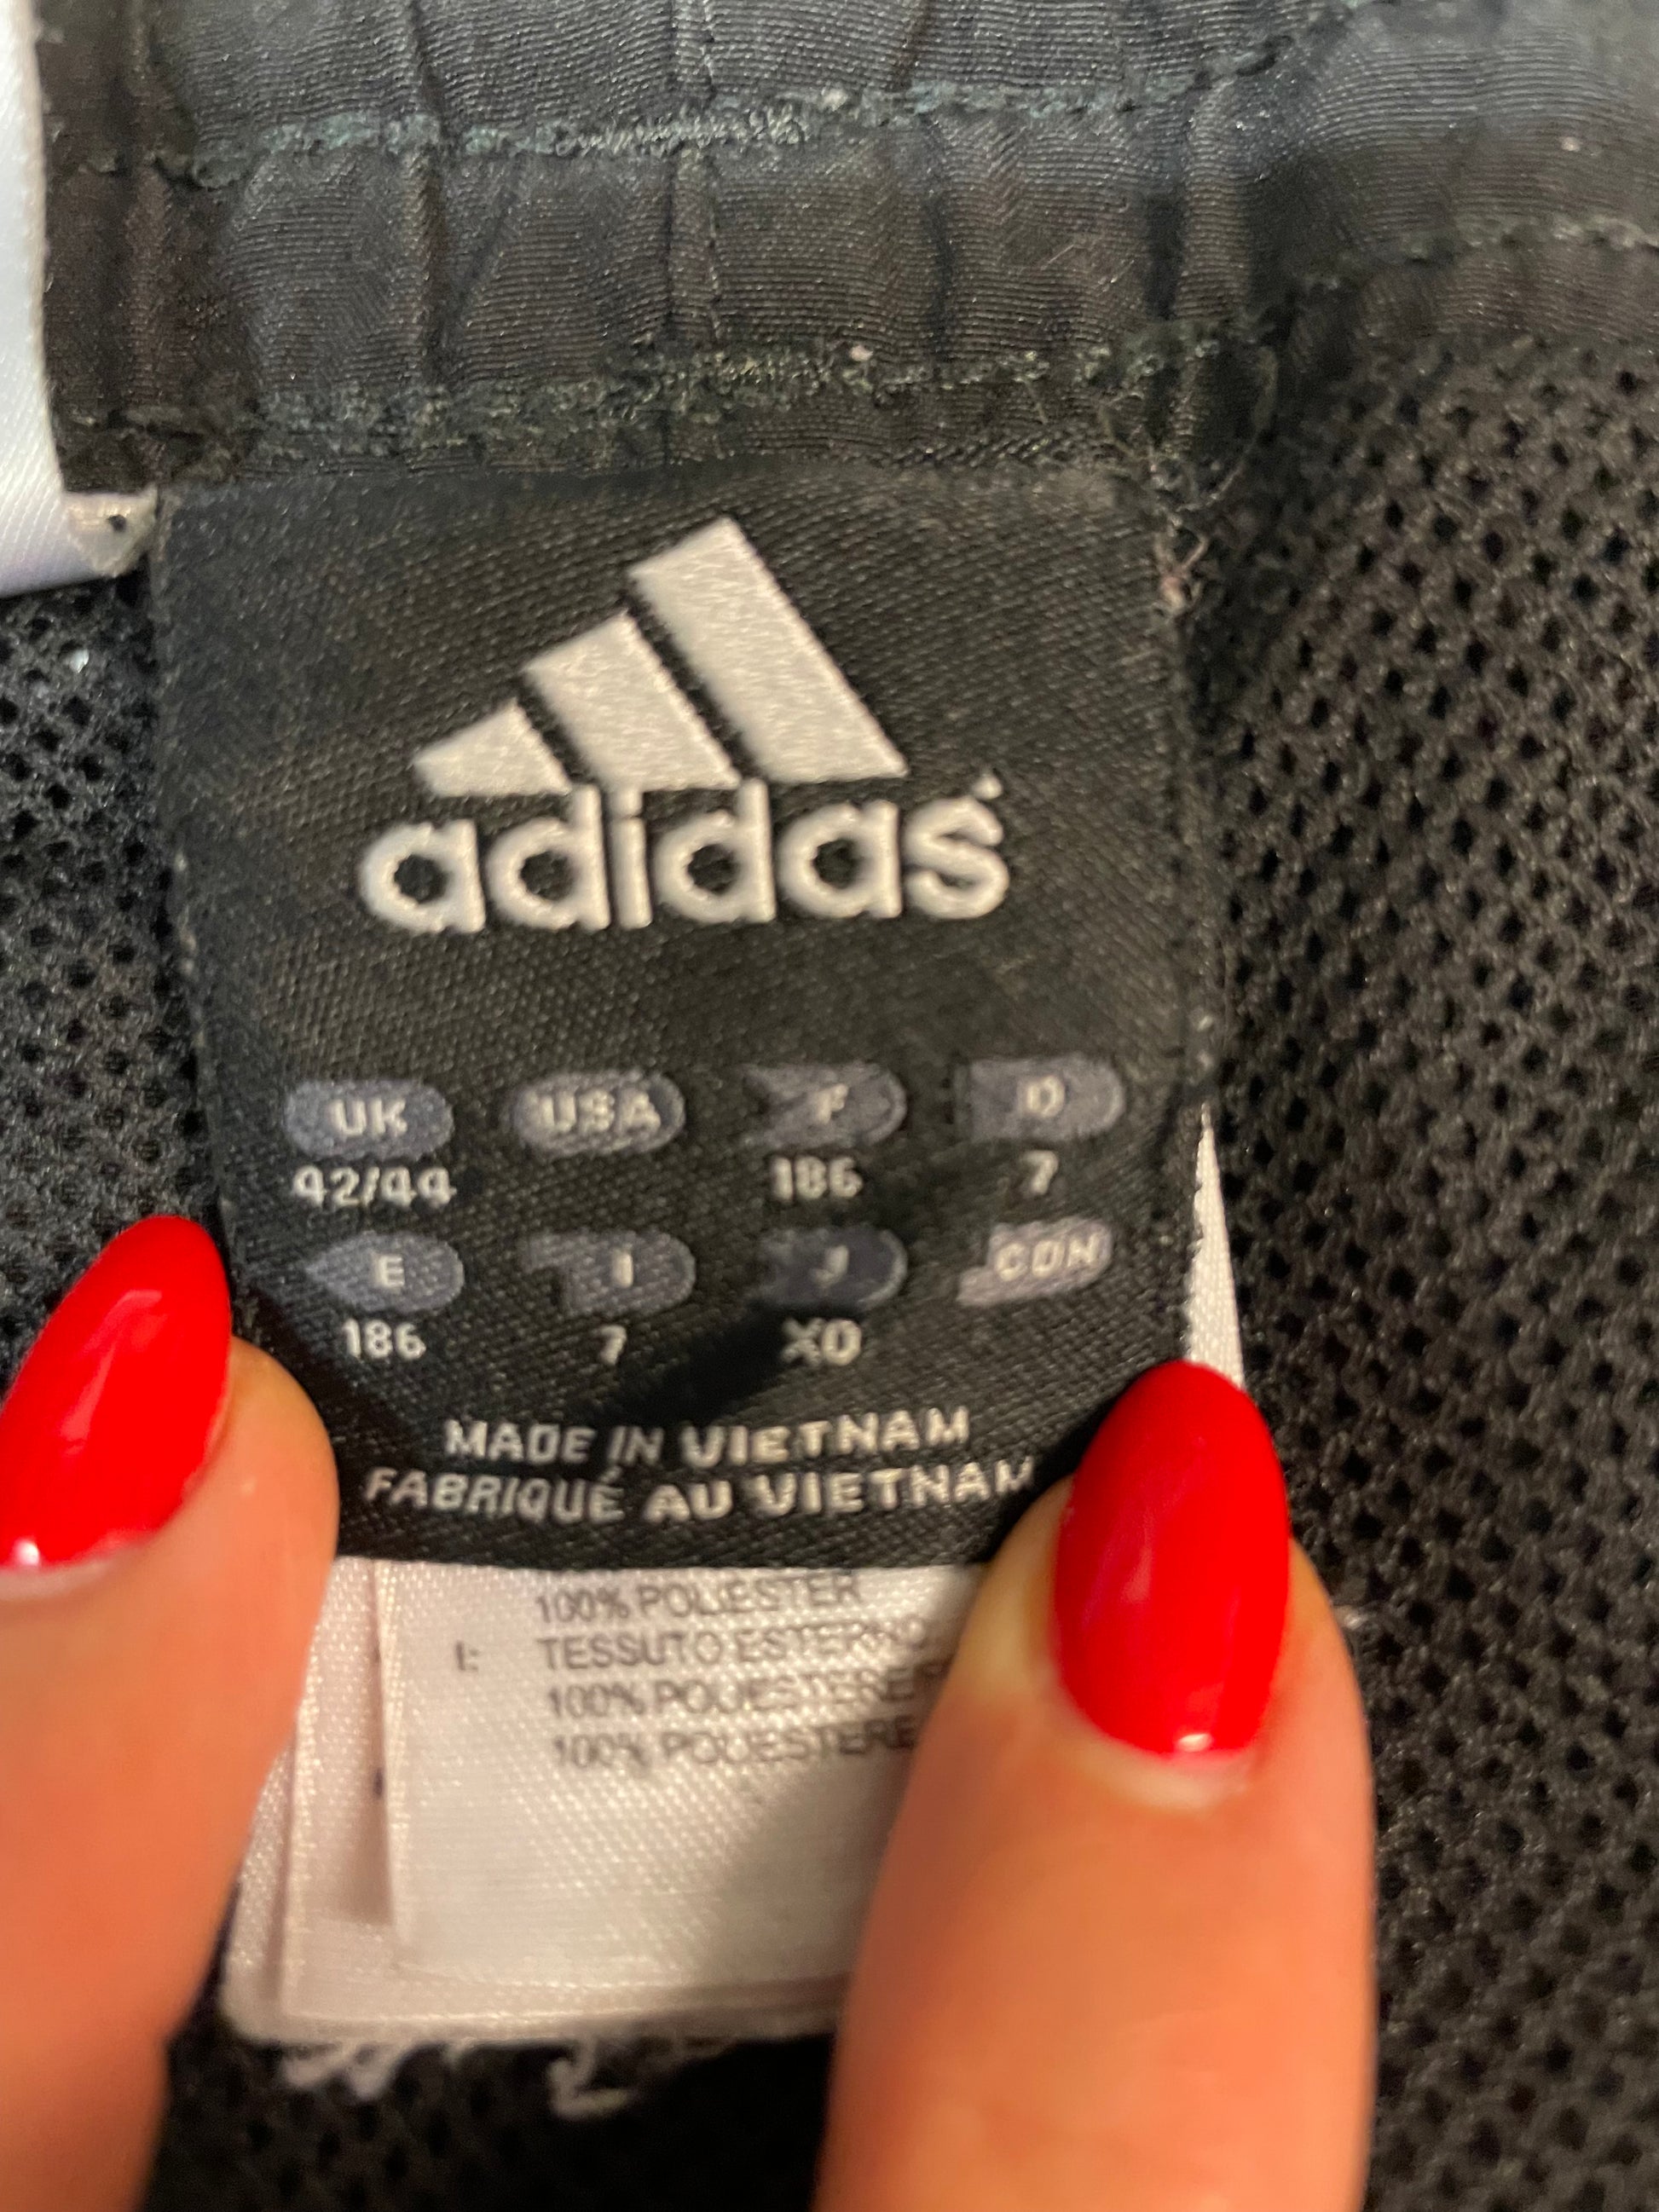 adidas
UK USA F D
42/44 186 7
E I J CDN
186 7 XO
MADE IN VIETNAM
FABRIQUÉ AU VIETNAM
100% POLIESTER
I: TESSUTO ESTERNO
100% POLIESTERE
100% POLIESTERE